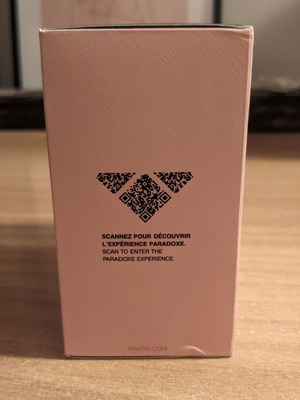 SCANNEZ POUR DÉCOUVRIR
L'EXPÉRIENCE PARADOXE.
SCAN TO ENTER THE
PARADOXE EXPERIENCE.
PRADA.COM